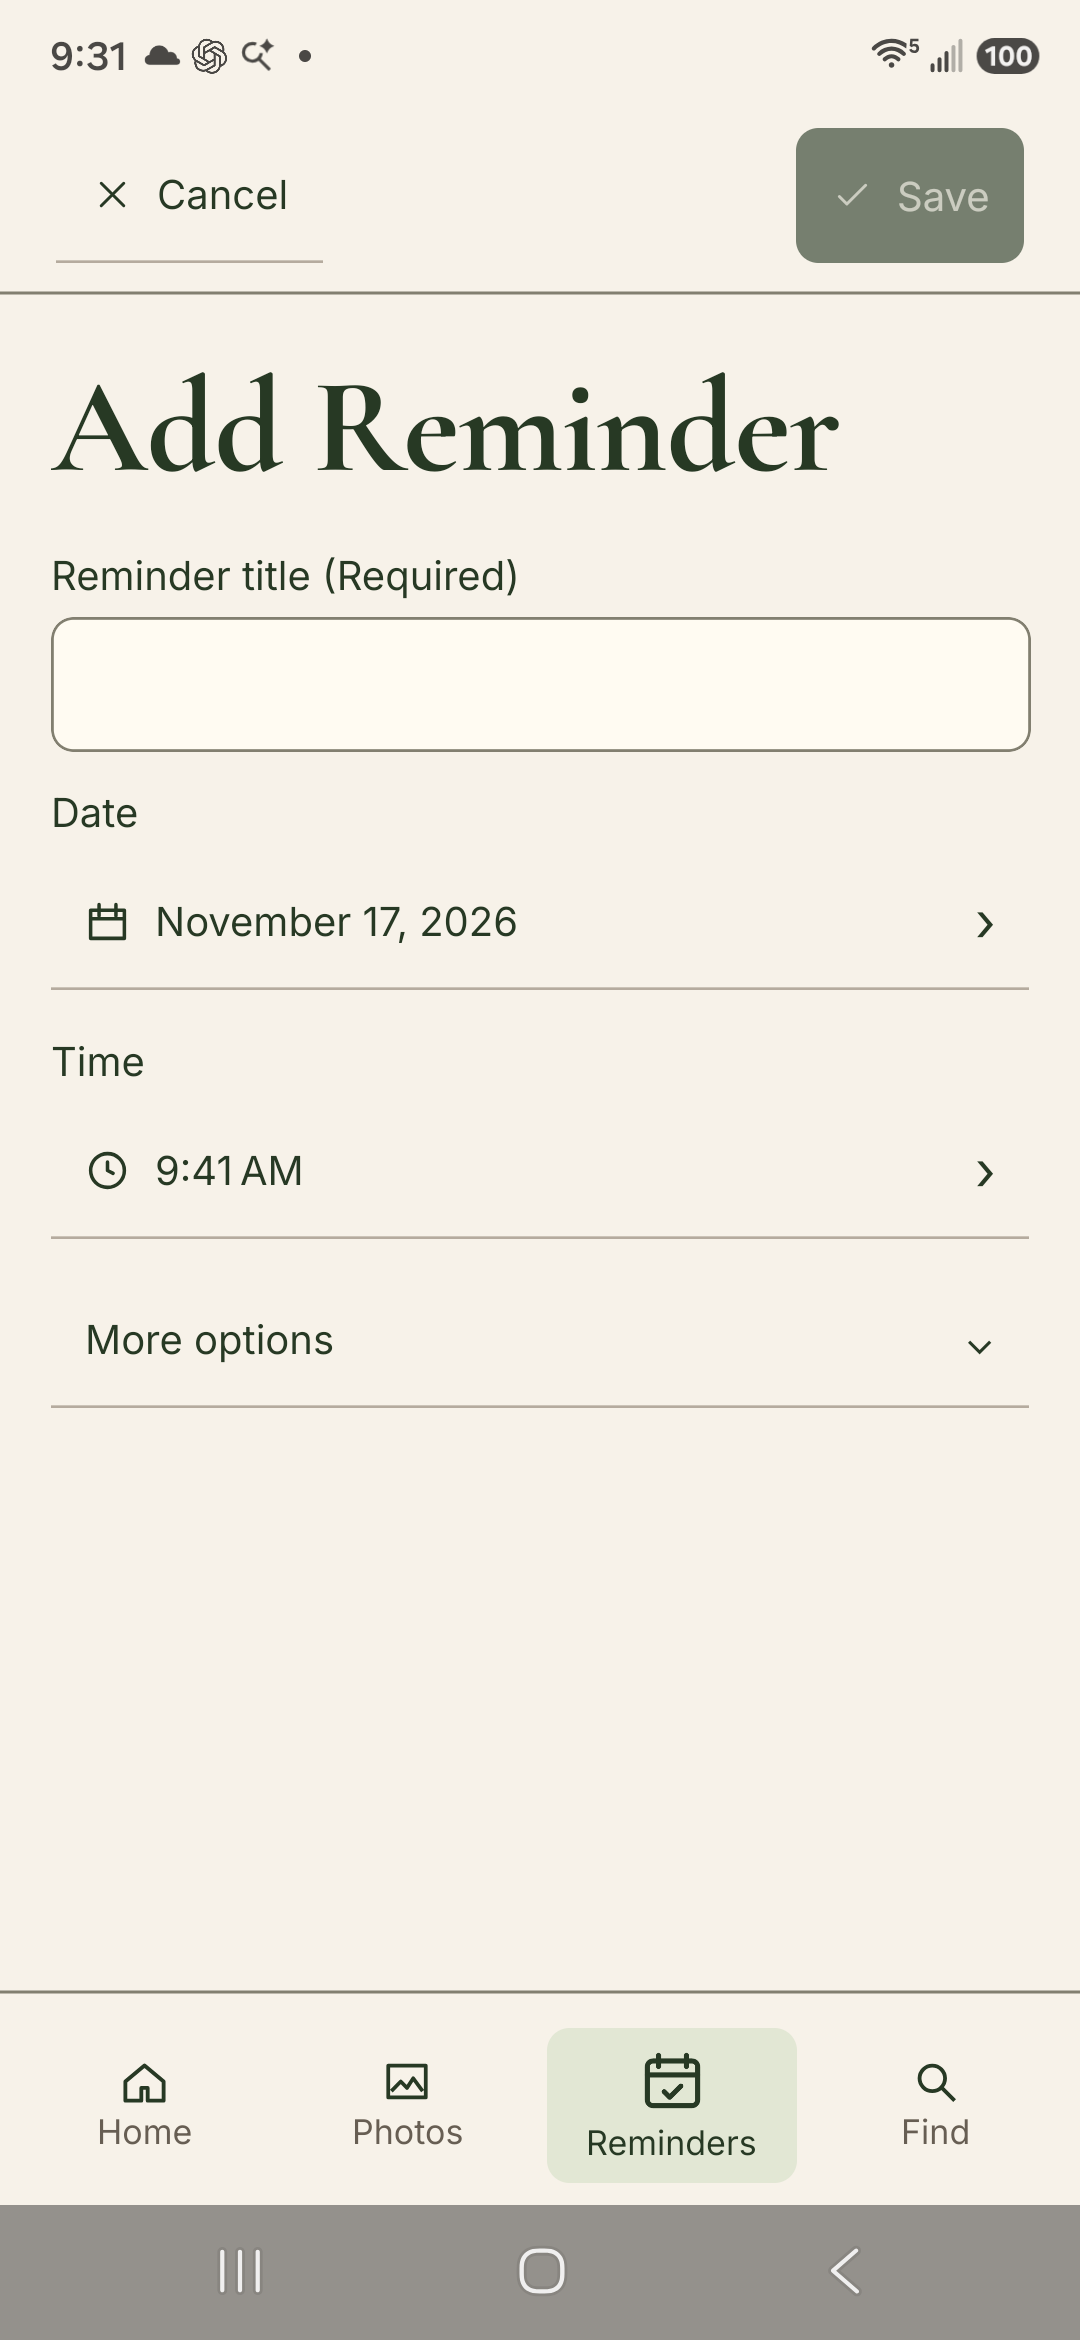 9:31
5
100
Cancel
Save
Add Reminder
Reminder title (Required)
Date
November 17, 2026
Time
9:41 AM
More options
Home
Photos
Reminders
Find